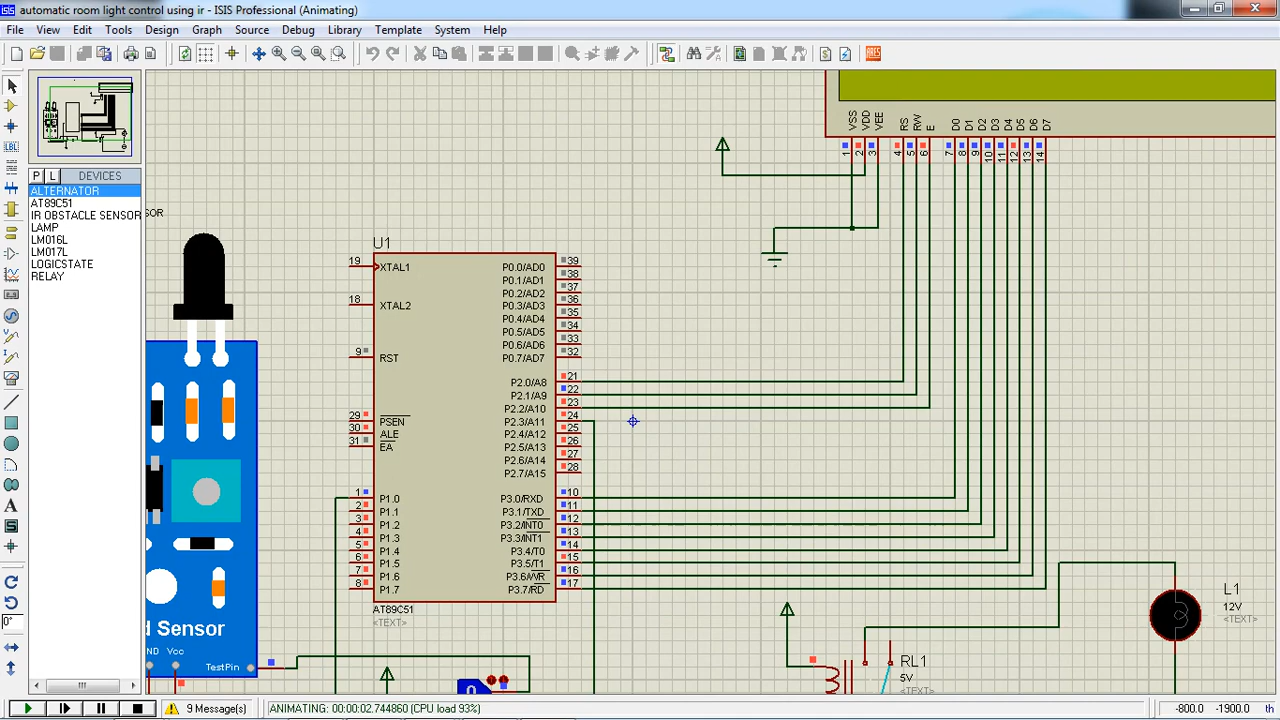 automatic room light control using ir - ISIS Professional (Animating)
File View Edit Tools Design Graph Source Debug Library Template System Help
ARES
P L DEVICES
ALTERNATOR
AT89C51
IR OBSTACLE SENSOR
LAMP
LM016L
LM017L
LOGICSTATE
RELAY
LBL
A
0°
VSS
VDD
VEE
RS
RW
E
D0
D1
D2
D3
D4
D5
D6
D7
1
2
3
4
5
6
7
8
9
10
11
12
13
14
U1
19 XTAL1
18 XTAL2
9 RST
29 PSEN
30 ALE
31 EA
1 P1.0
2 P1.1
3 P1.2
4 P1.3
5 P1.4
6 P1.5
7 P1.6
8 P1.7
P0.0/AD0 39
P0.1/AD1 38
P0.2/AD2 37
P0.3/AD3 36
P0.4/AD4 35
P0.5/AD5 34
P0.6/AD6 33
P0.7/AD7 32
P2.0/A8 21
P2.1/A9 22
P2.2/A10 23
P2.3/A11 24
P2.4/A12 25
P2.5/A13 26
P2.6/A14 27
P2.7/A15 28
P3.0/RXD 10
P3.1/TXD 11
P3.2/INT0 12
P3.3/INT1 13
P3.4/T0 14
P3.5/T1 15
P3.6/WR 16
P3.7/RD 17
AT89C51
<TEXT>
SOR
d Sensor
ND Vcc
TestPin
0
L1
12V
<TEXT>
RL1
5V
<TEXT>
9 Message(s) ANIMATING: 00:00:02.744860 (CPU load 93%) -800.0 -1900.0 th